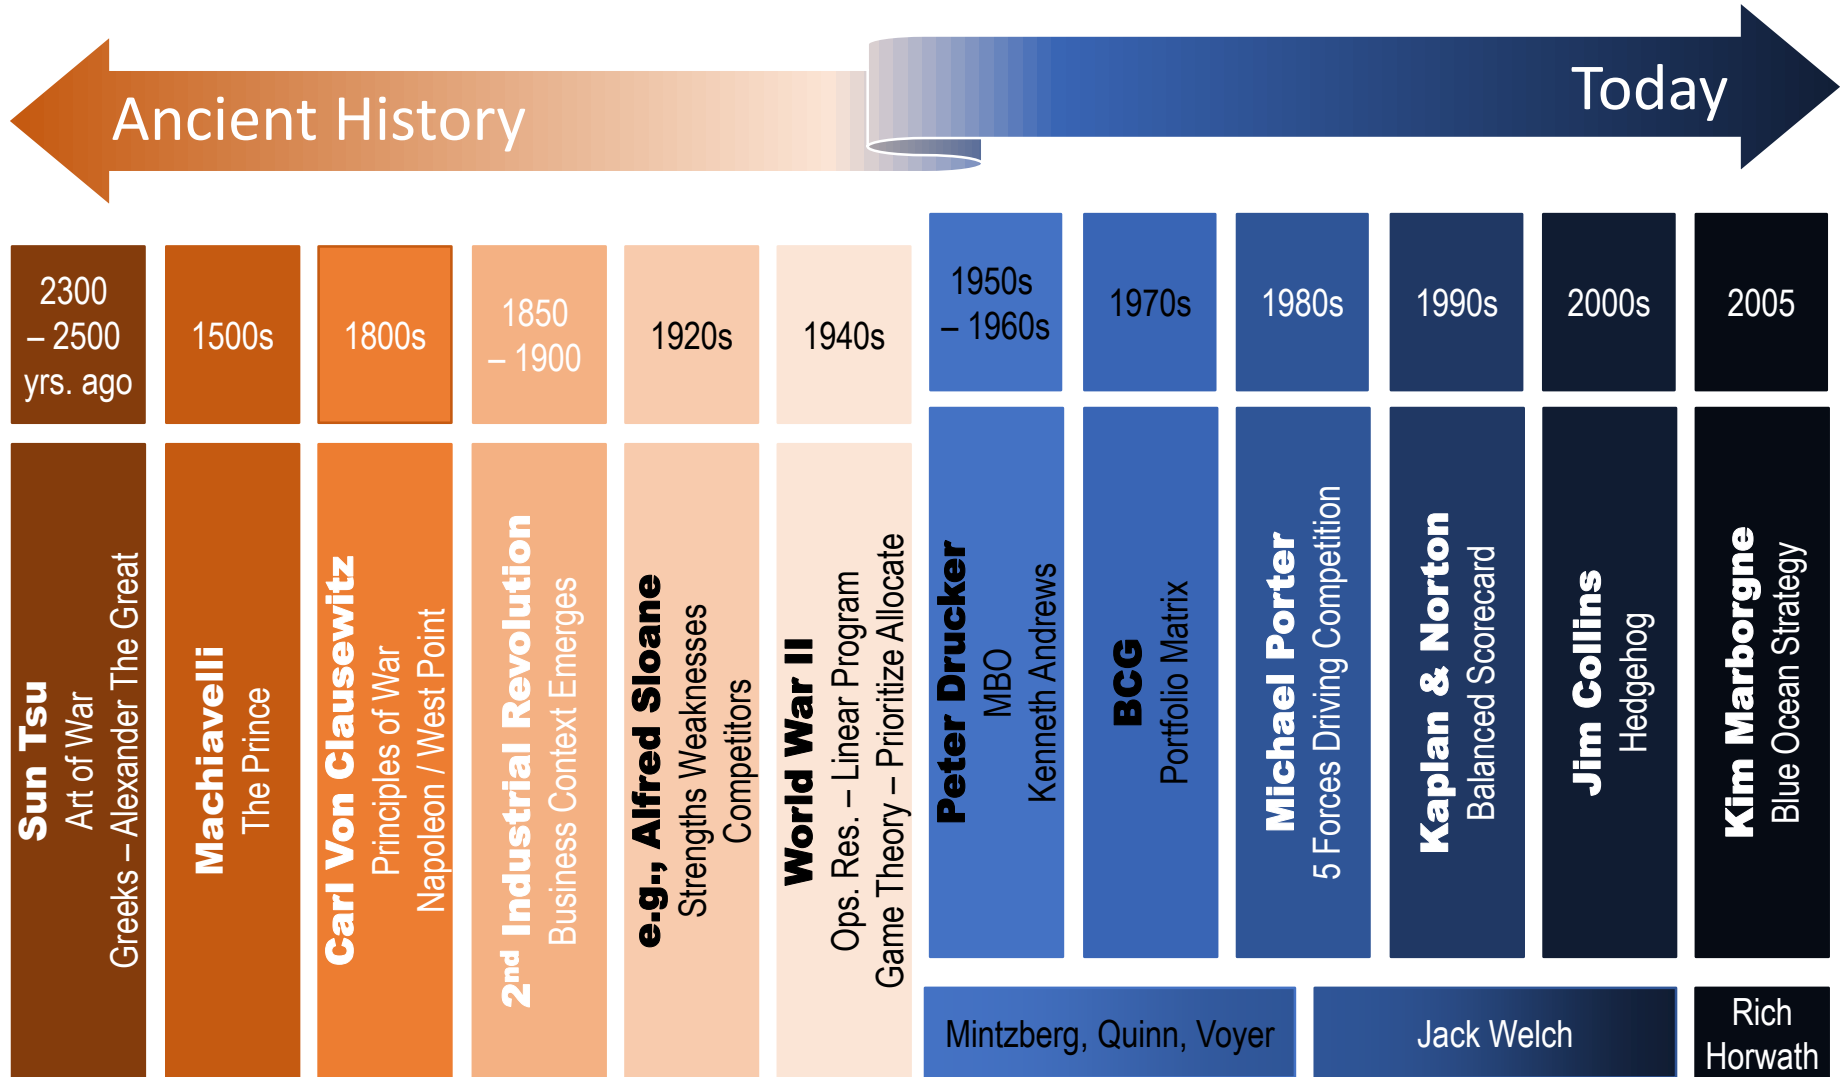 Ancient History
Today
2300
– 2500
yrs. ago
1500s
1800s
1850
– 1900
1920s
1940s
1950s
– 1960s
1970s
1980s
1990s
2000s
2005
Sun Tsu
Art of War
Greeks – Alexander The Great
Machiavelli
The Prince
Carl Von Clausewitz
Principles of War
Napoleon / West Point
2nd Industrial Revolution
Business Context Emerges
e.g., Alfred Sloane
Strengths Weaknesses
Competitors
World War II
Ops. Res. – Linear Program
Game Theory – Prioritize Allocate
Peter Drucker
MBO
Kenneth Andrews
BCG
Portfolio Matrix
Michael Porter
5 Forces Driving Competition
Kaplan & Norton
Balanced Scorecard
Jim Collins
Hedgehog
Kim Marborgne
Blue Ocean Strategy
Mintzberg, Quinn, Voyer
Jack Welch
Rich
Horwath